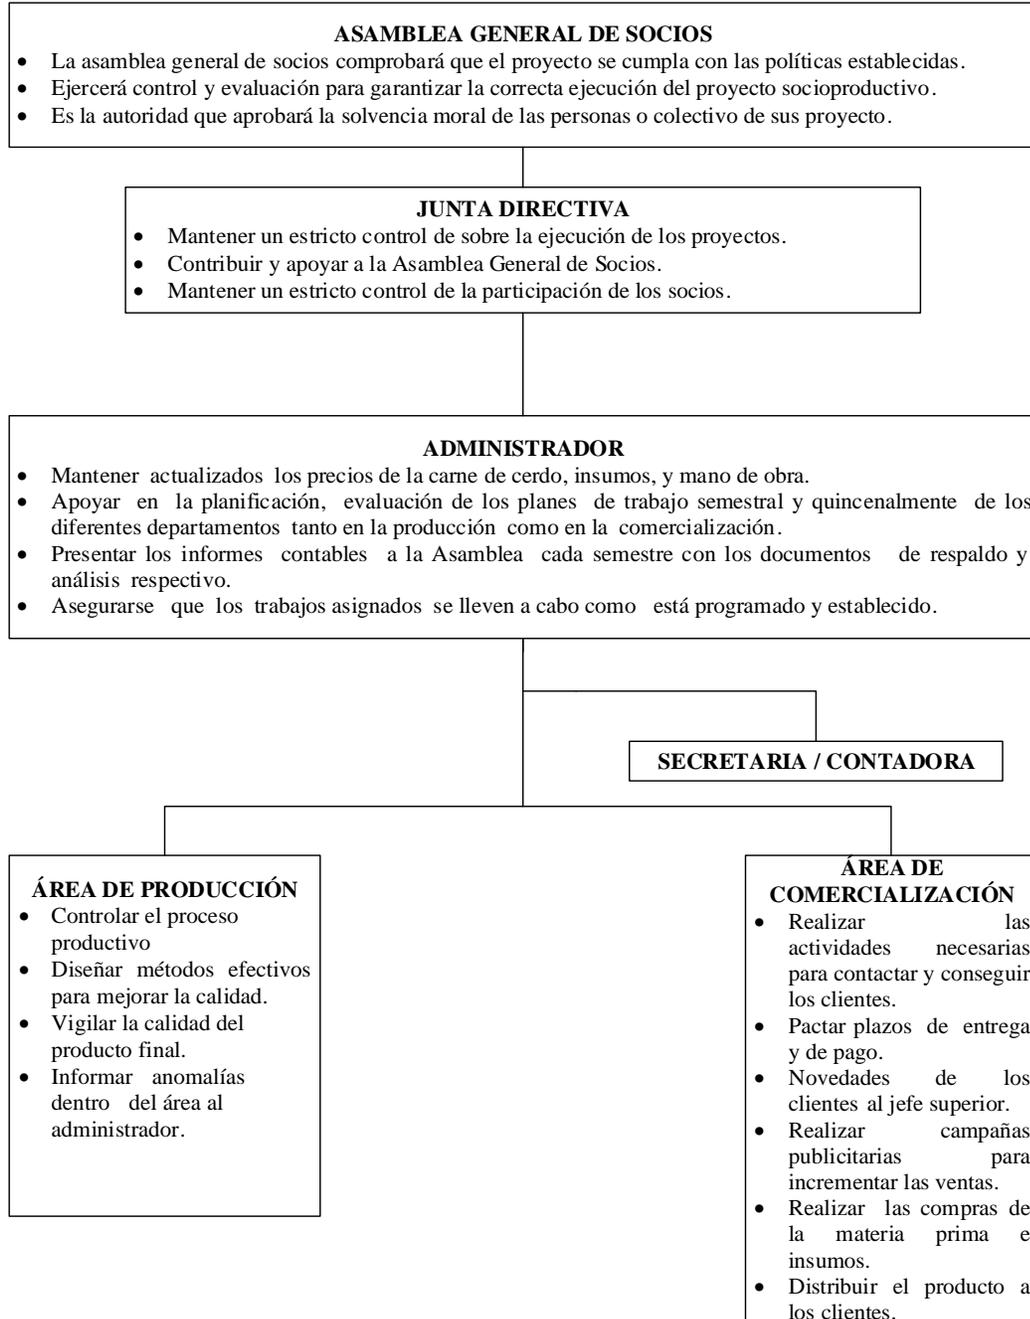 ASAMBLEA GENERAL DE SOCIOS
• La asamblea general de socios comprobará que el proyecto se cumpla con las políticas establecidas.
• Ejercerá control y evaluación para garantizar la correcta ejecución del proyecto socioproductivo.
• Es la autoridad que aprobará la solvencia moral de las personas o colectivo de sus proyecto.
JUNTA DIRECTIVA
• Mantener un estricto control de sobre la ejecución de los proyectos.
• Contribuir y apoyar a la Asamblea General de Socios.
• Mantener un estricto control de la participación de los socios.
ADMINISTRADOR
• Mantener actualizados los precios de la carne de cerdo, insumos, y mano de obra.
• Apoyar en la planificación, evaluación de los planes de trabajo semestral y quincenalmente de los
diferentes departamentos tanto en la producción como en la comercialización.
• Presentar los informes contables a la Asamblea cada semestre con los documentos de respaldo y
análisis respectivo.
• Asegurarse que los trabajos asignados se lleven a cabo como está programado y establecido.
SECRETARIA / CONTADORA
ÁREA DE PRODUCCIÓN
• Controlar el proceso
productivo
• Diseñar métodos efectivos
para mejorar la calidad.
• Vigilar la calidad del
producto final.
• Informar anomalías
dentro del área al
administrador.
ÁREA DE
COMERCIALIZACIÓN
• Realizar las
actividades necesarias
para contactar y conseguir
los clientes.
• Pactar plazos de entrega
y de pago.
• Novedades de los
clientes al jefe superior.
• Realizar campañas
publicitarias para
incrementar las ventas.
• Realizar las compras de
la materia prima e
insumos.
• Distribuir el producto a
los clientes.